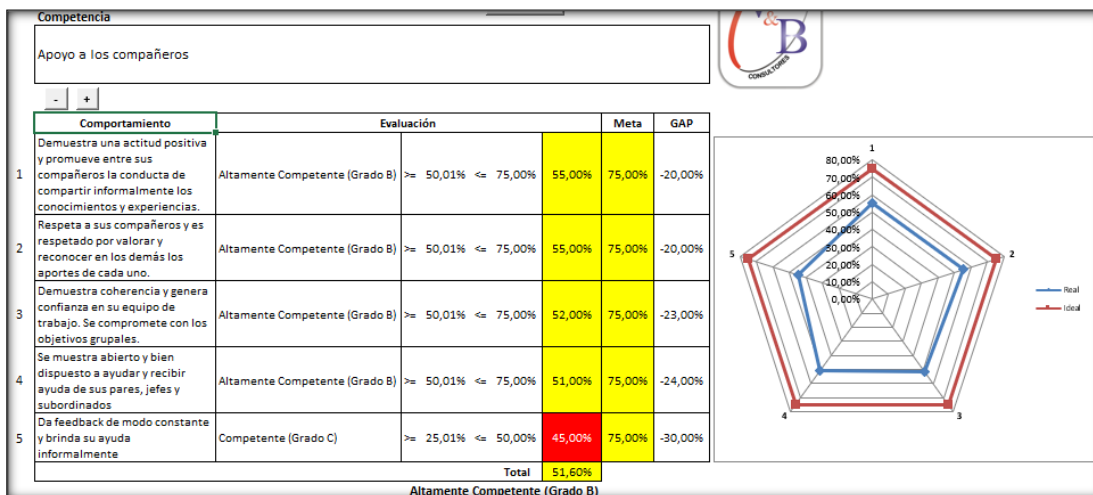 Competencia
Apoyo a los compañeros
- +
Comportamiento Evaluación Meta GAP
1
Demuestra una actitud positiva
y promueve entre sus
compañeros la conducta de
compartir informalmente los
conocimientos y experiencias.
Altamente Competente (Grado B) >= 50,01% <= 75,00% 55,00% 75,00% -20,00%
2
Respeta a sus compañeros y es
respetado por valorar y
reconocer en los demás los
aportes de cada uno.
Altamente Competente (Grado B) >= 50,01% <= 75,00% 55,00% 75,00% -20,00%
3
Demuestra coherencia y genera
confianza en su equipo de
trabajo. Se compromete con los
objetivos grupales.
Altamente Competente (Grado B) >= 50,01% <= 75,00% 52,00% 75,00% -23,00%
4
Se muestra abierto y bien
dispuesto a ayudar y recibir
ayuda de sus pares, jefes y
subordinados
Altamente Competente (Grado B) >= 50,01% <= 75,00% 51,00% 75,00% -24,00%
5
Da feedback de modo constante
y brinda su ayuda
informalmente
Competente (Grado C) >= 25,01% <= 50,00% 45,00% 75,00% -30,00%
Total 51,60%
Altamente Competente (Grado B)
&B
CONSULTORES
1
80,00%
70,00%
60,00%
50,00%
40,00%
30,00%
20,00%
10,00%
0,00%
5
2
4
3
Real
Ideal